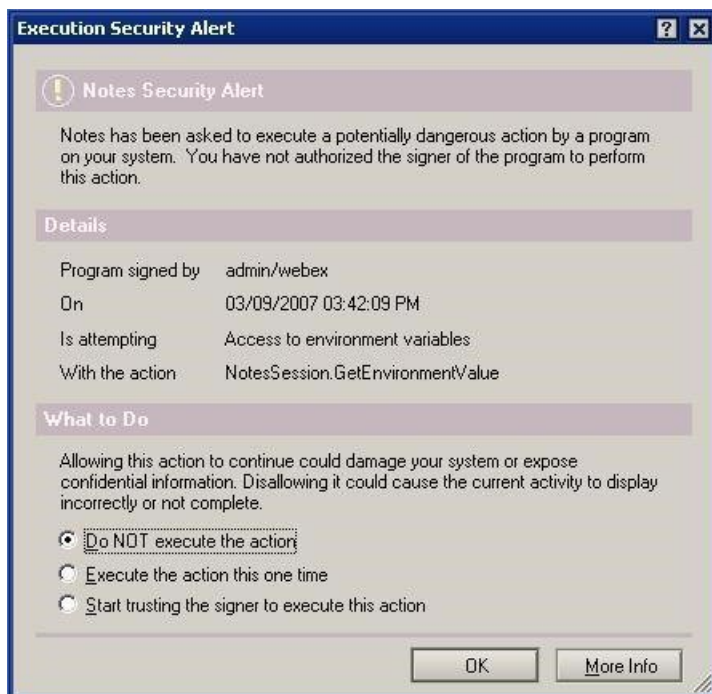 Execution Security Alert
Notes Security Alert
Notes has been asked to execute a potentially dangerous action by a program
on your system. You have not authorized the signer of the program to perform
this action.
Details
Program signed by admin/webex
On 03/09/2007 03:42:09 PM
Is attempting Access to environment variables
With the action NotesSession.GetEnvironmentValue
What to Do
Allowing this action to continue could damage your system or expose
confidential information. Disallowing it could cause the current activity to display
incorrectly or not complete.
Do NOT execute the action
Execute the action this one time
Start trusting the signer to execute this action
OK More Info